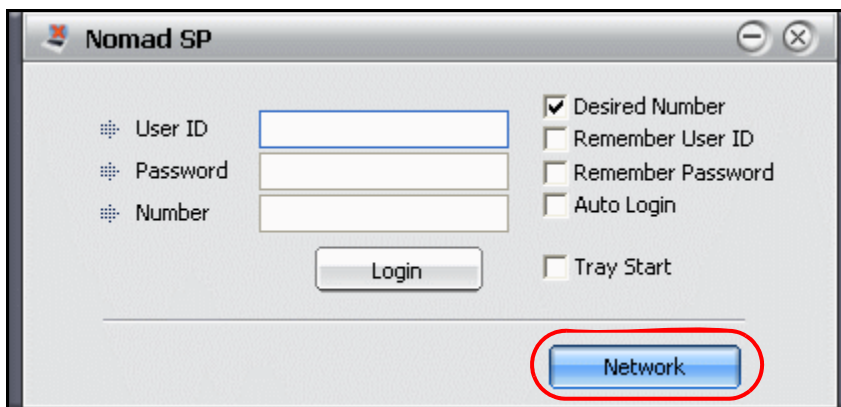 Nomad SP
User ID
Password
Number
Desired Number
Remember User ID
Remember Password
Auto Login
Login
Tray Start
Network